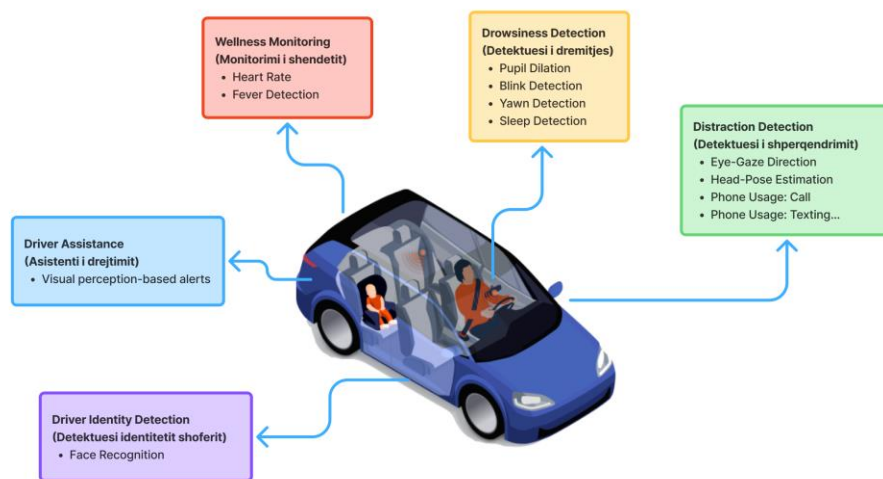 Wellness Monitoring
(Monitorimi i shendetit)
• Heart Rate
• Fever Detection
Drowsiness Detection
(Detektuesi i dremitjes)
• Pupil Dilation
• Blink Detection
• Yawn Detection
• Sleep Detection
Distraction Detection
(Detektuesi i shperqendrimit)
• Eye-Gaze Direction
• Head-Pose Estimation
• Phone Usage: Call
• Phone Usage: Texting...
Driver Assistance
(Asistenti i drejtimit)
• Visual perception-based alerts
Driver Identity Detection
(Detektuesi identitetit shoferit)
• Face Recognition